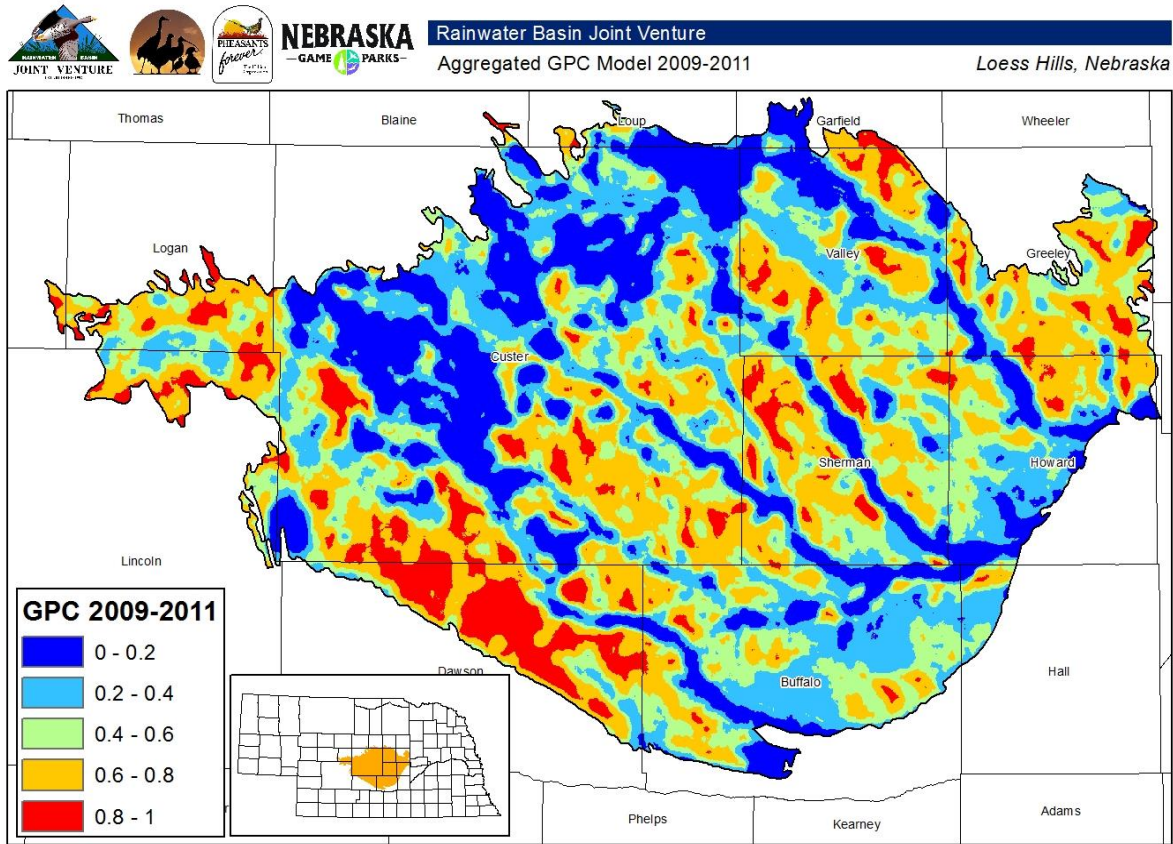 JOINT VENTURE
PHEASANTS
forever
NEBRASKA
GAME PARKS
Rainwater Basin Joint Venture
Aggregated GPC Model 2009-2011
Loess Hills, Nebraska
Thomas
Blaine
Loup
Garfield
Wheeler
Logan
Valley
Greeley
Custer
Sherman
Howard
Lincoln
GPC 2009-2011
0 - 0.2
0.2 - 0.4
0.4 - 0.6
0.6 - 0.8
0.8 - 1
Dawson
Buffalo
Hall
Phelps
Kearney
Adams